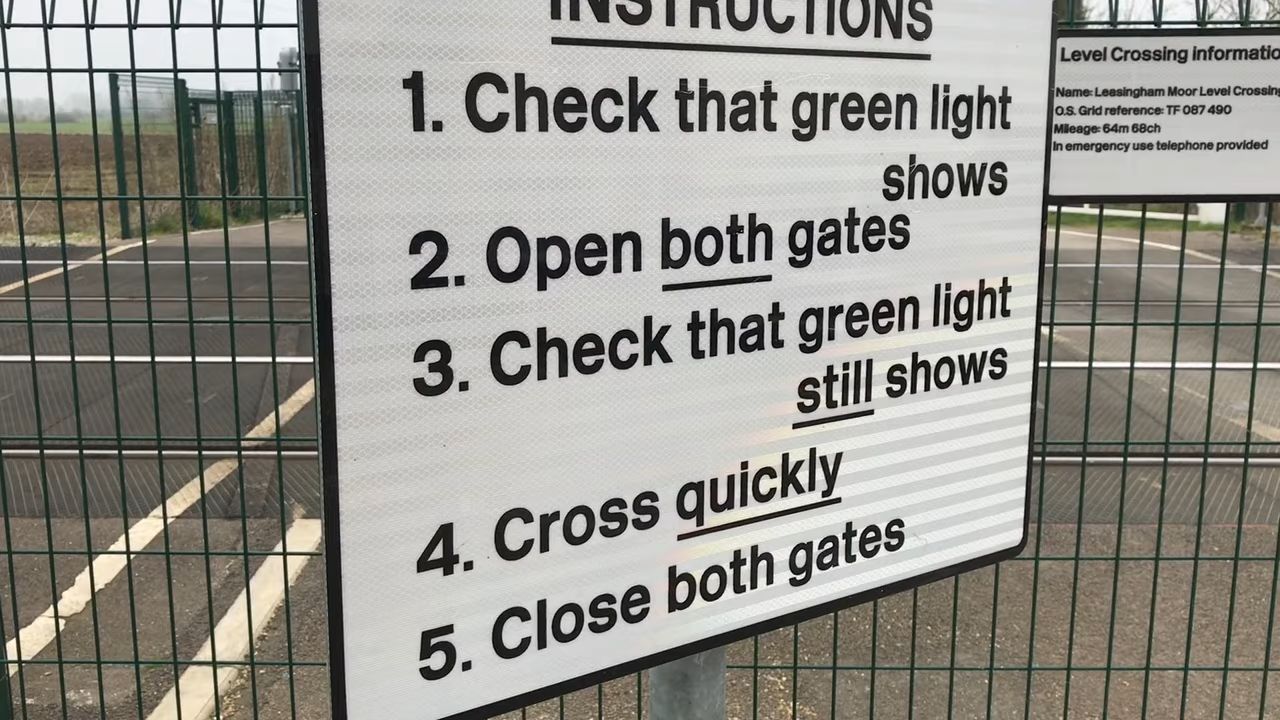 INSTRUCTIONS
1. Check that green light
shows
2. Open both gates
3. Check that green light
still shows
4. Cross quickly
5. Close both gates
Level Crossing informatio
Name: Leasingham Moor Level Crossing
O.S. Grid reference: TF 087 490
Mileage: 64m 68ch
In emergency use telephone provided